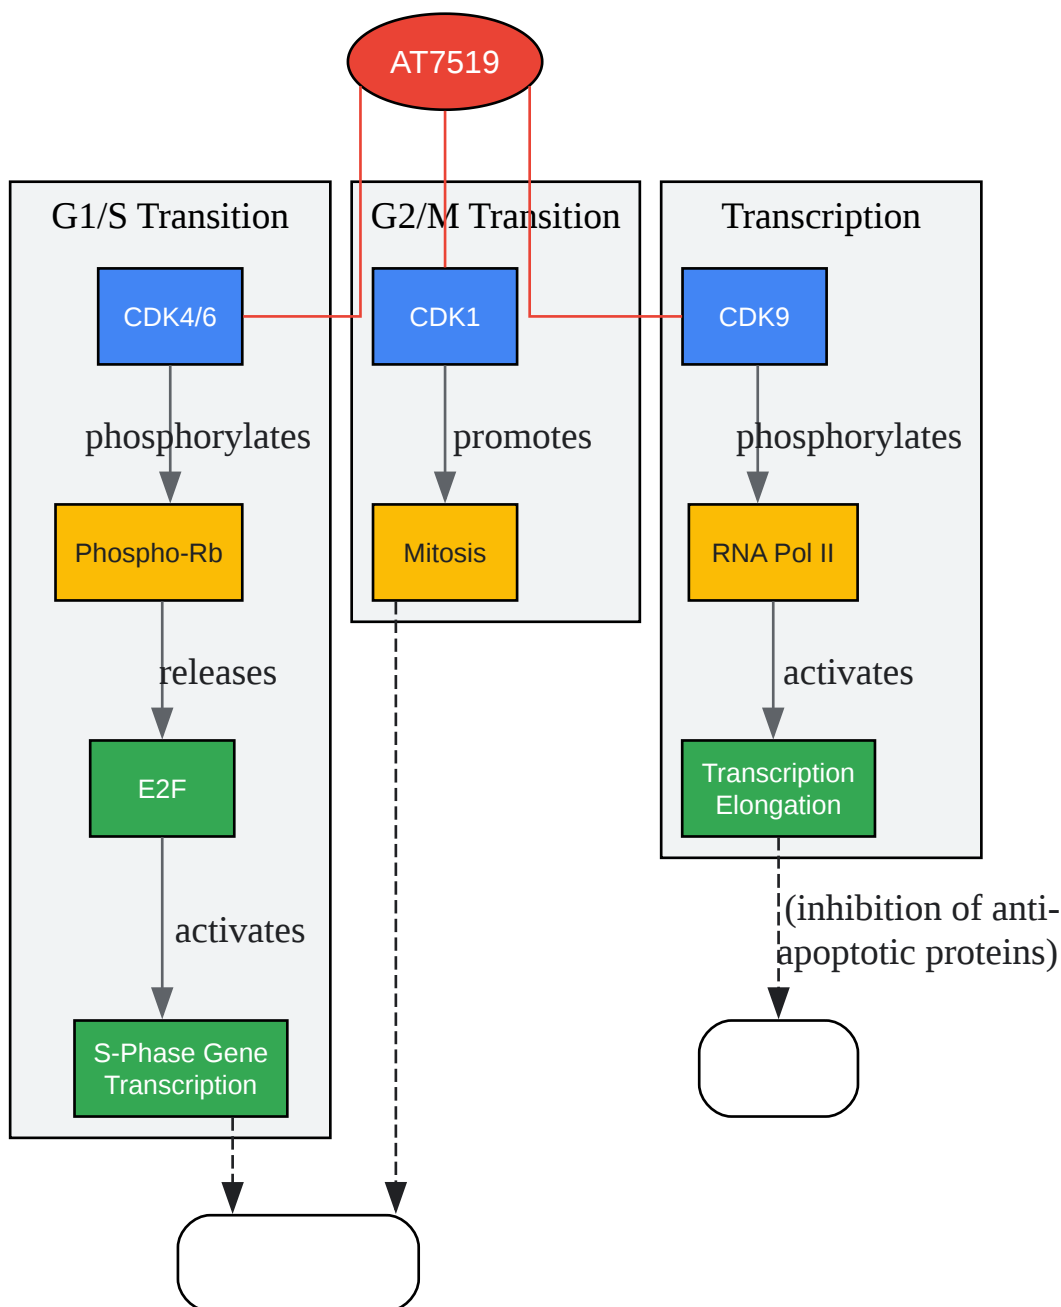 AT7519
G1/S Transition
G2/M Transition
Transcription
CDK4/6
CDK1
CDK9
phosphorylates
promotes
phosphorylates
Phospho-Rb
Mitosis
RNA Pol II
releases
activates
E2F
Transcription
Elongation
activates
(inhibition of anti-
apoptotic proteins)
S-Phase Gene
Transcription